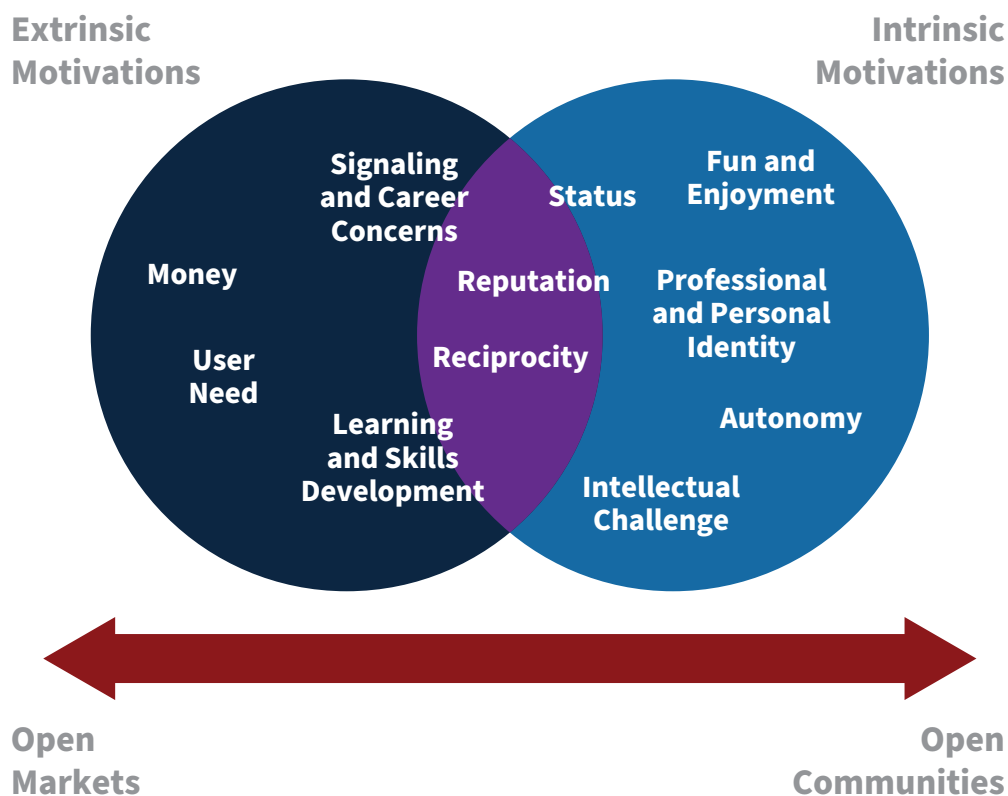 Extrinsic
Motivations
Intrinsic
Motivations
Signaling
and Career
Concerns
Status
Fun and
Enjoyment
Money
Reputation
Professional
and Personal
Identity
User
Need
Reciprocity
Learning
and Skills
Development
Autonomy
Intellectual
Challenge
Open
Markets
Open
Communities